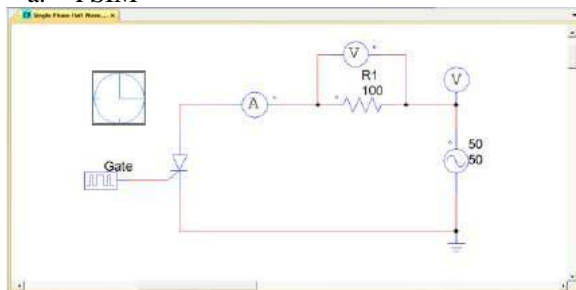 a. PSIM
Single Phase Half Wave....
V
R1
100
V
A
50
50
Gate